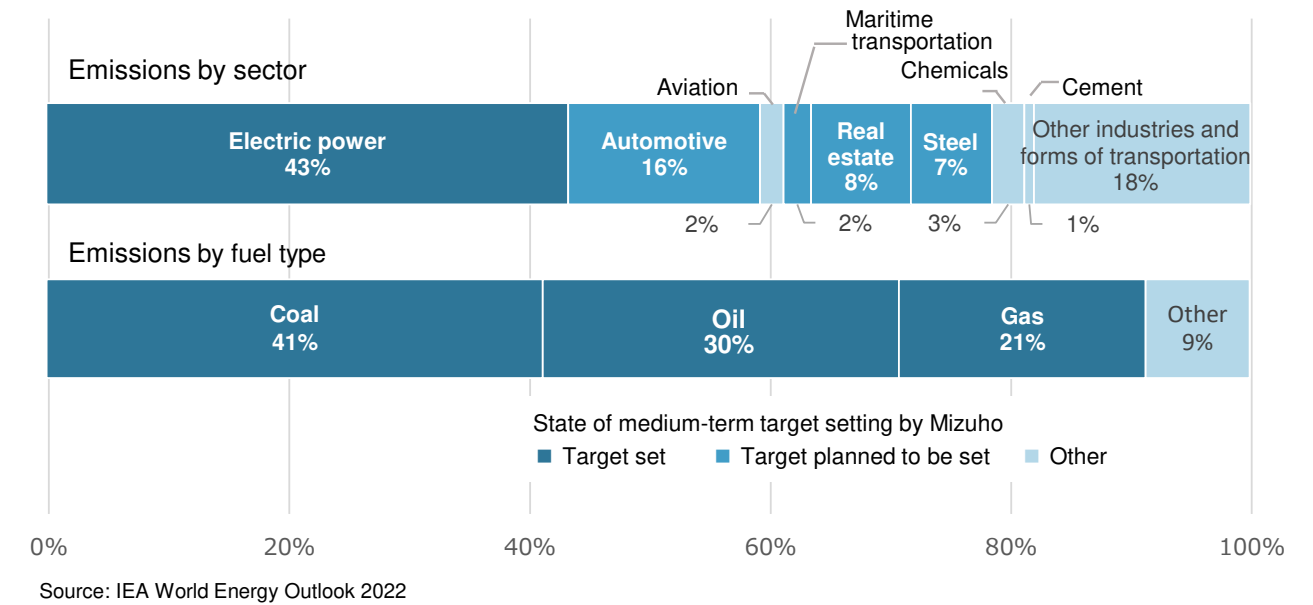 Maritime
transportation
Emissions by sector
Chemicals
Aviation
Cement
Electric power
43%
Automotive
16%
Real
estate
8%
Steel
7%
Other industries and
forms of transportation
18%
2%
2%
3%
1%
Emissions by fuel type
Coal
41%
Oil
30%
Gas
21%
Other
9%
State of medium-term target setting by Mizuho
Target set
Target planned to be set
Other
0%
20%
40%
60%
80%
100%
Source: IEA World Energy Outlook 2022